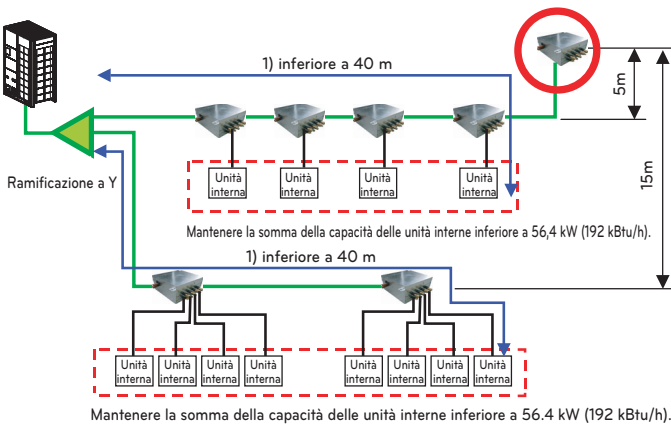 1) inferiore a 40 m
5m
15m
Ramificazione a Y
Unità interna
Unità interna
Unità interna
Unità interna
Mantenere la somma della capacità delle unità interne inferiore a 56,4 kW (192 kBtu/h).
1) inferiore a 40 m
Unità interna
Unità interna
Unità interna
Unità interna
Unità interna
Unità interna
Unità interna
Unità interna
Mantenere la somma della capacità delle unità interne inferiore a 56.4 kW (192 kBtu/h).